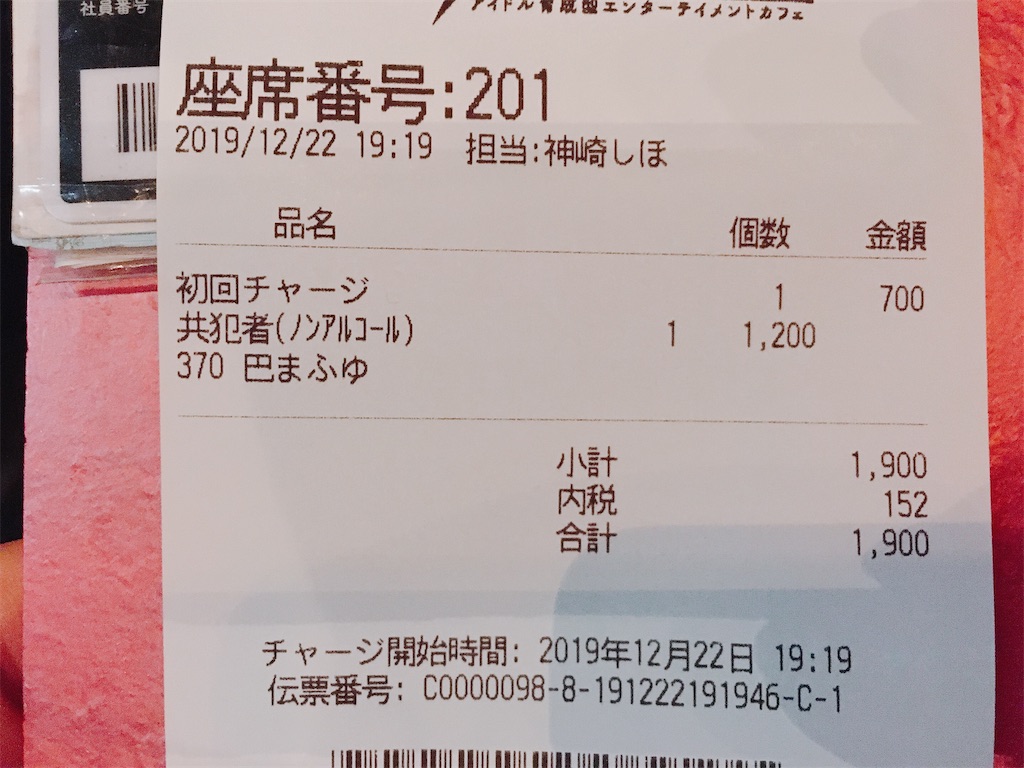 社員番号
アイドル育成型エンターテイメントカフェ
座席番号:201
2019/12/22 19:19 担当:神崎しほ
品名 個数 金額
初回チャージ 1 700
共犯者(ﾉﾝｱﾙｺｰﾙ) 1 1,200
370 巴まふゆ
小計 1,900
内税 152
合計 1,900
チャージ開始時間: 2019年12月22日 19:19
伝票番号: C0000098-8-191222191946-C-1